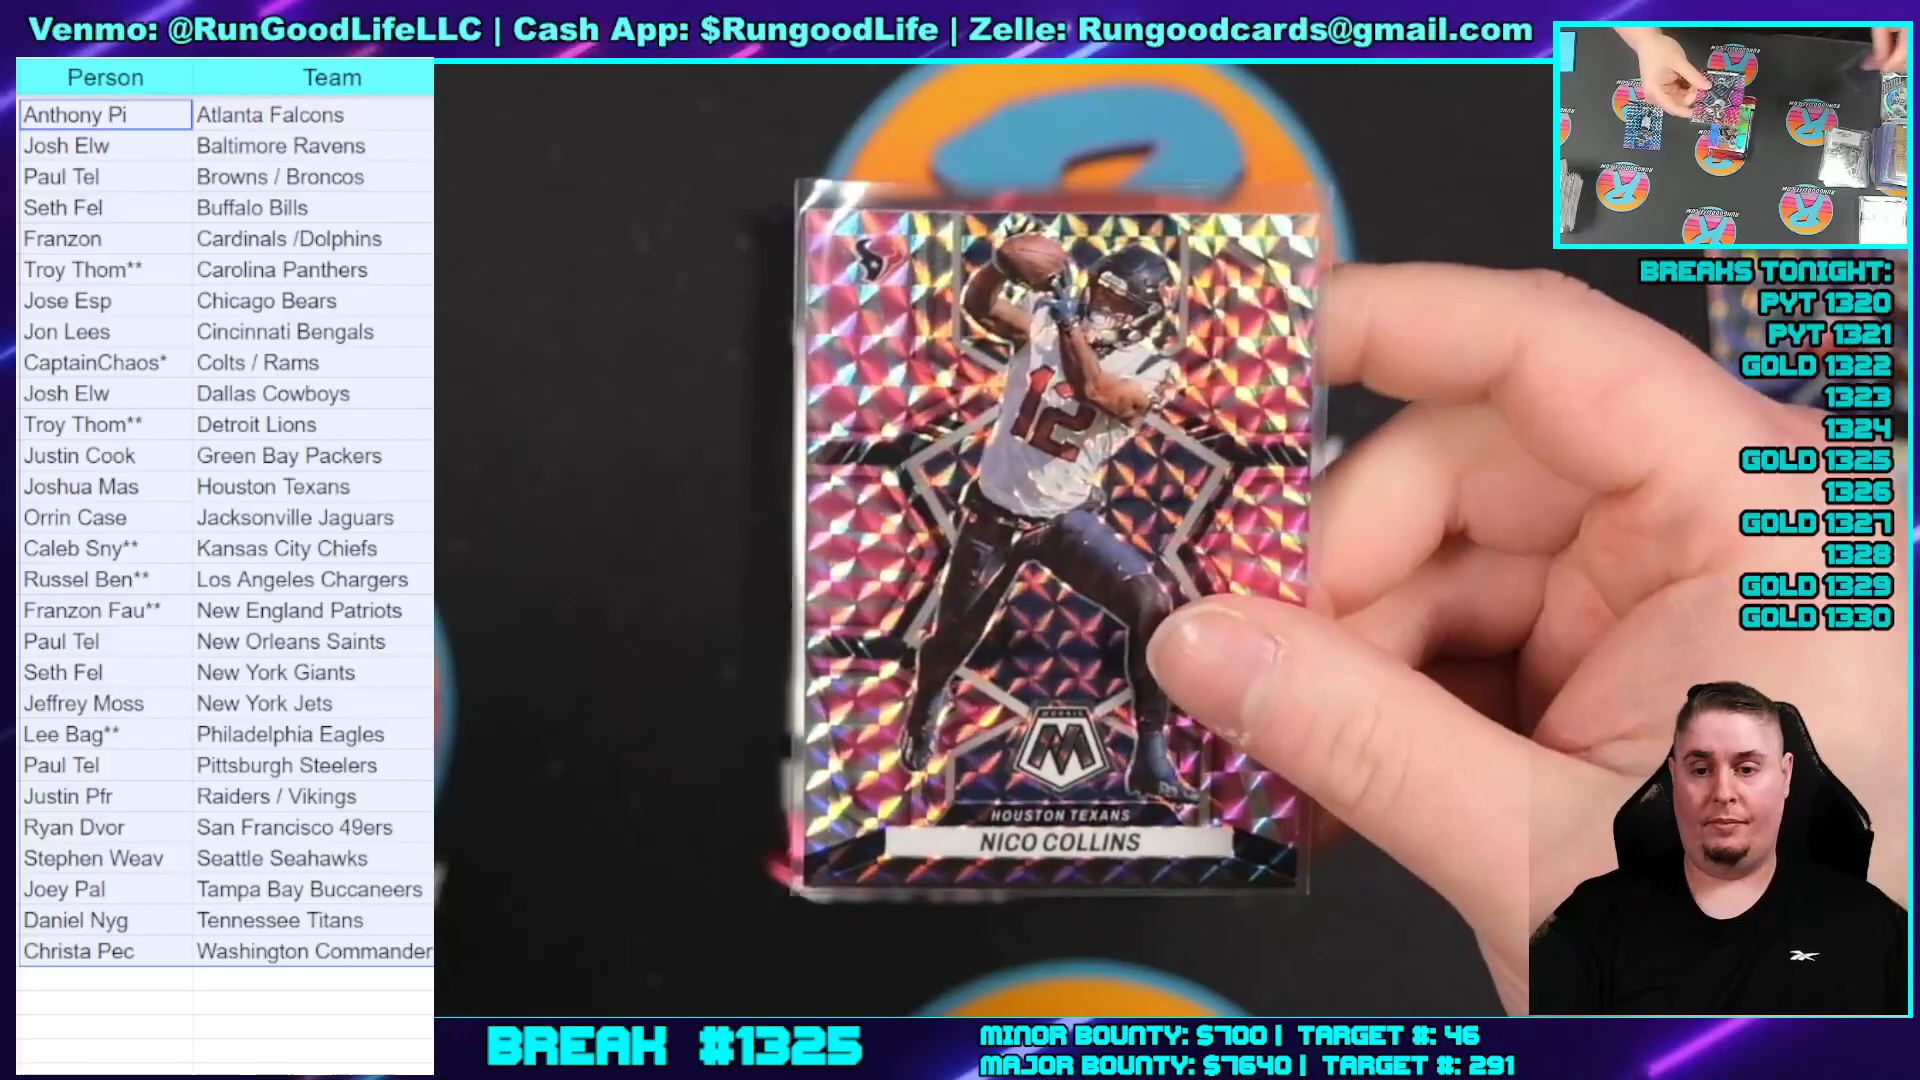 Venmo: @RunGoodLifeLLC | Cash App: $RungoodLife | Zelle: Rungoodcards@gmail.com
Person Team
Anthony Pi Atlanta Falcons
Josh Elw Baltimore Ravens
Paul Tel Browns / Broncos
Seth Fel Buffalo Bills
Franzon Cardinals /Dolphins
Troy Thom** Carolina Panthers
Jose Esp Chicago Bears
Jon Lees Cincinnati Bengals
CaptainChaos* Colts / Rams
Josh Elw Dallas Cowboys
Troy Thom** Detroit Lions
Justin Cook Green Bay Packers
Joshua Mas Houston Texans
Orrin Case Jacksonville Jaguars
Caleb Sny** Kansas City Chiefs
Russel Ben** Los Angeles Chargers
Franzon Fau** New England Patriots
Paul Tel New Orleans Saints
Seth Fel New York Giants
Jeffrey Moss New York Jets
Lee Bag** Philadelphia Eagles
Paul Tel Pittsburgh Steelers
Justin Pfr Raiders / Vikings
Ryan Dvor San Francisco 49ers
Stephen Weav Seattle Seahawks
Joey Pal Tampa Bay Buccaneers
Daniel Nyg Tennessee Titans
Christa Pec Washington Commander
12
MOSAIC
M
HOUSTON TEXANS
NICO COLLINS
BREAKS TONIGHT:
PYT 1320
PYT 1321
GOLD 1322
1323
1324
GOLD 1325
1326
GOLD 1327
1328
GOLD 1329
GOLD 1330
BREAK #1325
MINOR BOUNTY: $700 | TARGET #: 46
MAJOR BOUNTY: $7640 | TARGET #: 291